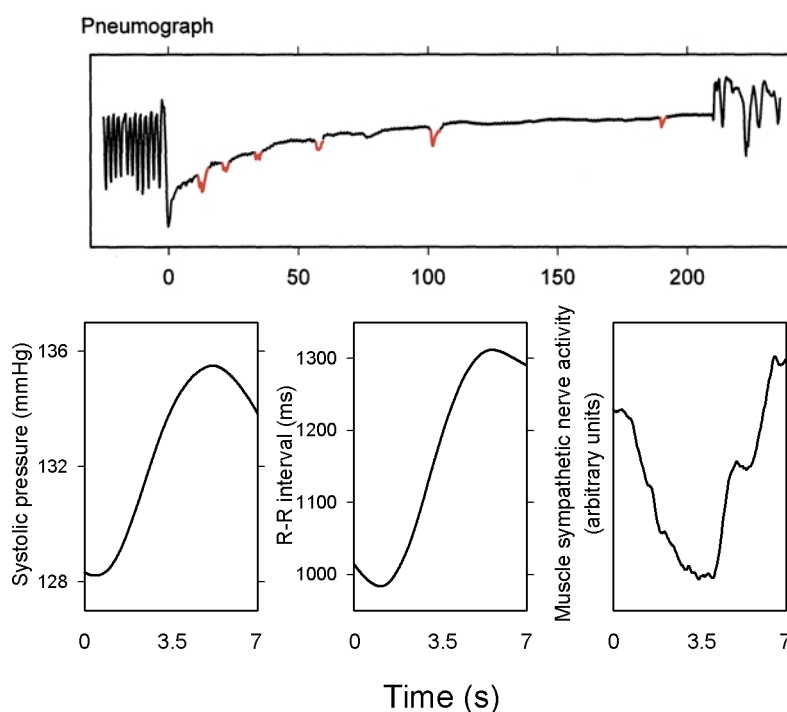 Pneumograph
0 50 100 150 200
Systolic pressure (mmHg)
136
132
128
0 3.5 7
R-R interval (ms)
1300
1200
1100
1000
0 3.5 7
Muscle sympathetic nerve activity
(arbitrary units)
0 3.5 7
Time (s)